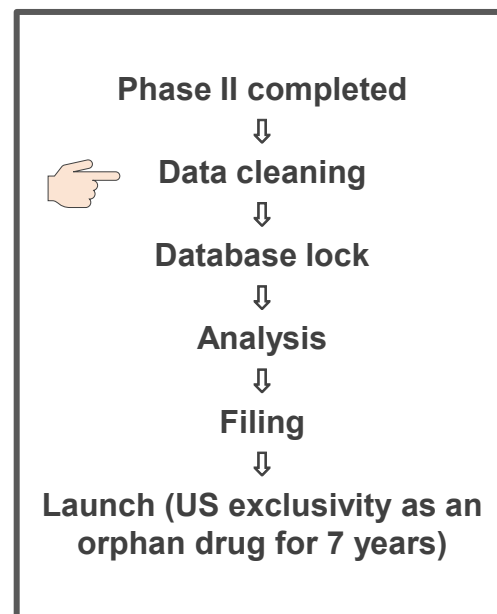 Phase II completed
⇩
Data cleaning
⇩
Database lock
⇩
Analysis
⇩
Filing
⇩
Launch (US exclusivity as an
orphan drug for 7 years)